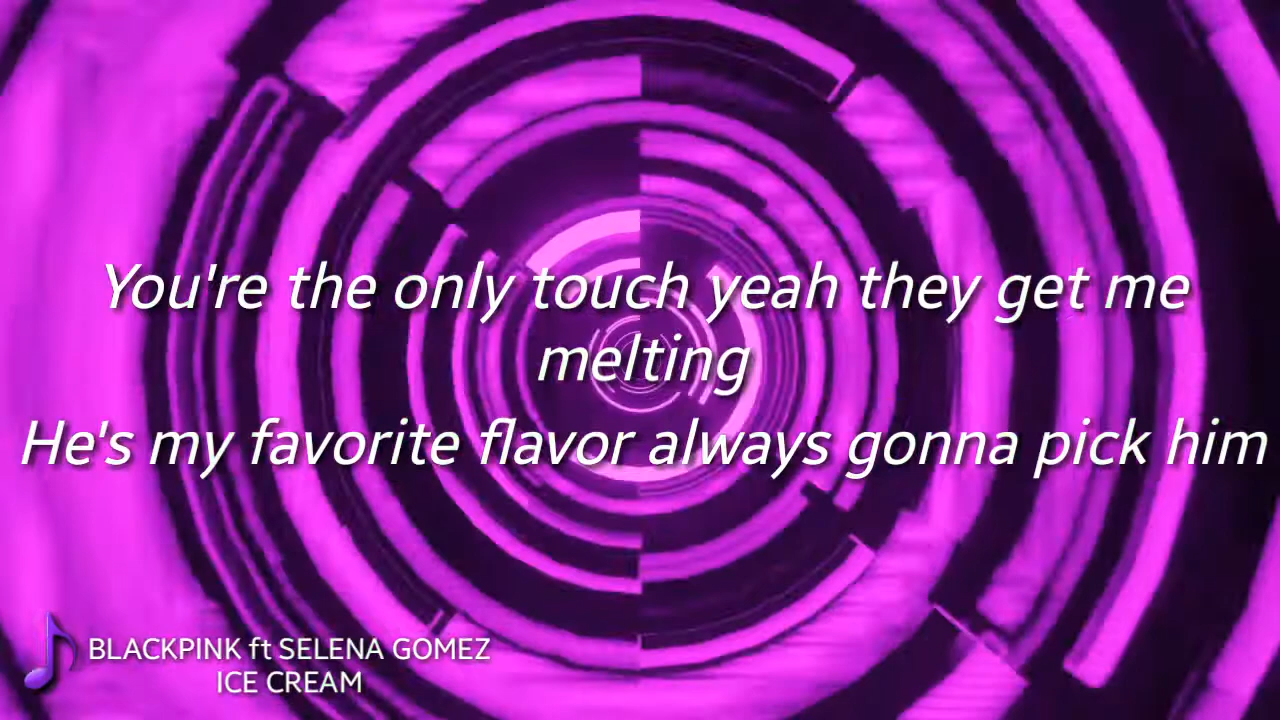 You're the only touch yeah they get me
melting
He's my favorite flavor always gonna pick him
BLACKPINK ft SELENA GOMEZ
ICE CREAM